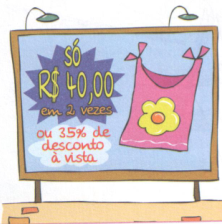 só
R$ 40,00
em 2 vezes
ou 35% de
desconto
à vista